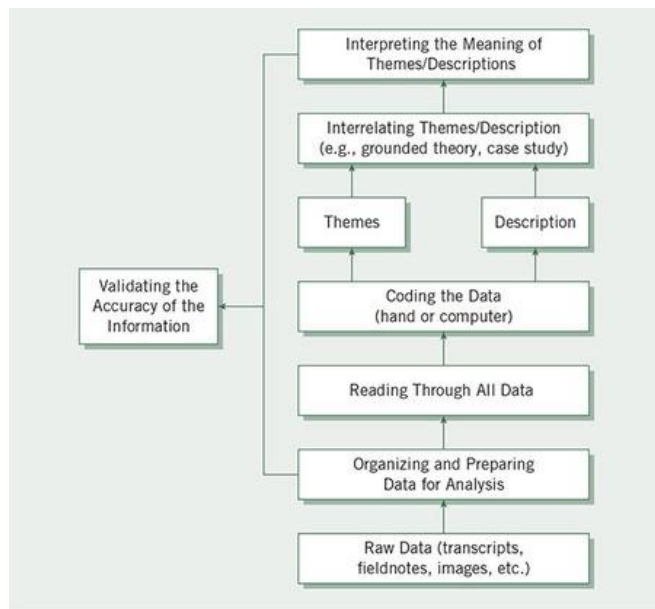 Interpreting the Meaning of
Themes/Descriptions
Interrelating Themes/Description
(e.g., grounded theory, case study)
Themes
Description
Validating the
Accuracy of the
Information
Coding the Data
(hand or computer)
Reading Through All Data
Organizing and Preparing
Data for Analysis
Raw Data (transcripts,
fieldnotes, images, etc.)